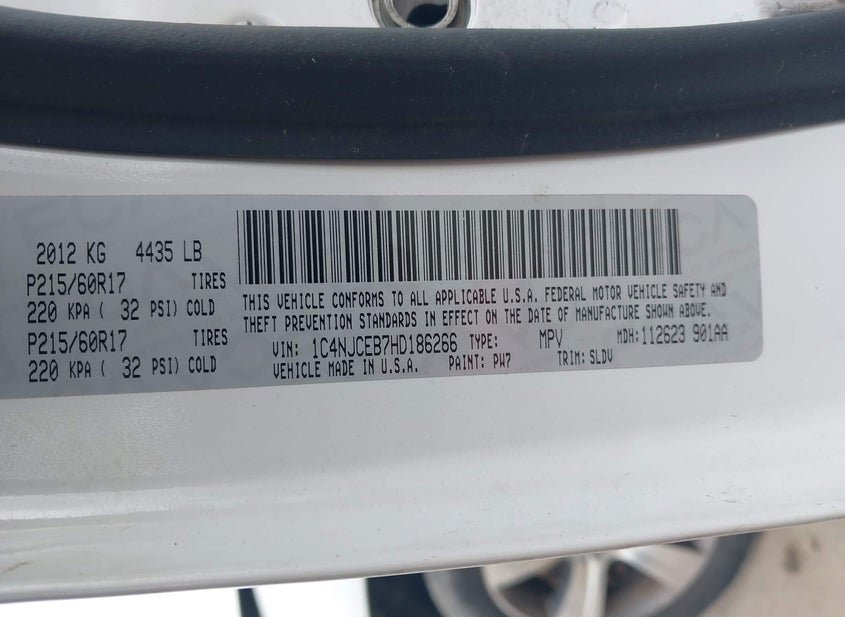 2012 KG 4435 LB
P215/60R17 TIRES
220 KPA ( 32 PSI) COLD
P215/60R17 TIRES
220 KPA ( 32 PSI) COLD
THIS VEHICLE CONFORMS TO ALL APPLICABLE U.S.A. FEDERAL MOTOR VEHICLE SAFETY AND
THEFT PREVENTION STANDARDS IN EFFECT ON THE DATE OF MANUFACTURE SHOWN ABOVE.
VIN: 1C4NJCEB7HD186266 TYPE: MPV MDH:112623 901AA
VEHICLE MADE IN U.S.A. PAINT: PW7 TRIM: SLDV